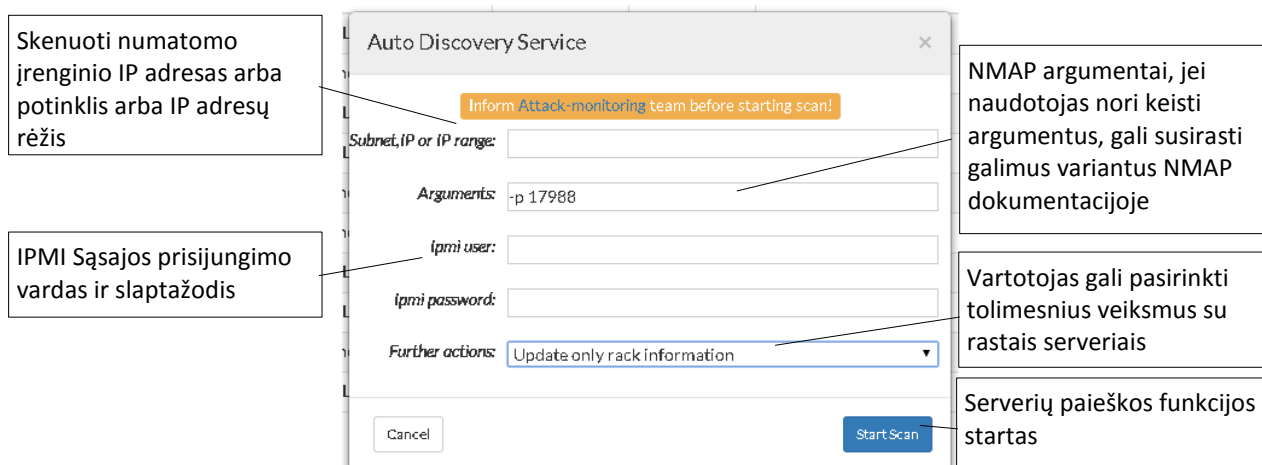 Skenuoti numatomo
įrenginio IP adresas arba
potinklis arba IP adresų
rėžis
IPMI Sąsajos prisijungimo
vardas ir slaptažodis
Auto Discovery Service
×
Inform Attack-monitoring team before starting scan!
Subnet,IP or IP range:
Arguments: -p 17988
Ipmi user:
Ipmi password:
Further actions: Update only rack information
Cancel
Start Scan
NMAP argumentai, jei
naudotojas nori keisti
argumentus, gali susirasti
galimus variantus NMAP
dokumentacijoje
Vartotojas gali pasirinkti
tolimesnius veiksmus su
rastais serveriais
Serverių paieškos funkcijos
startas